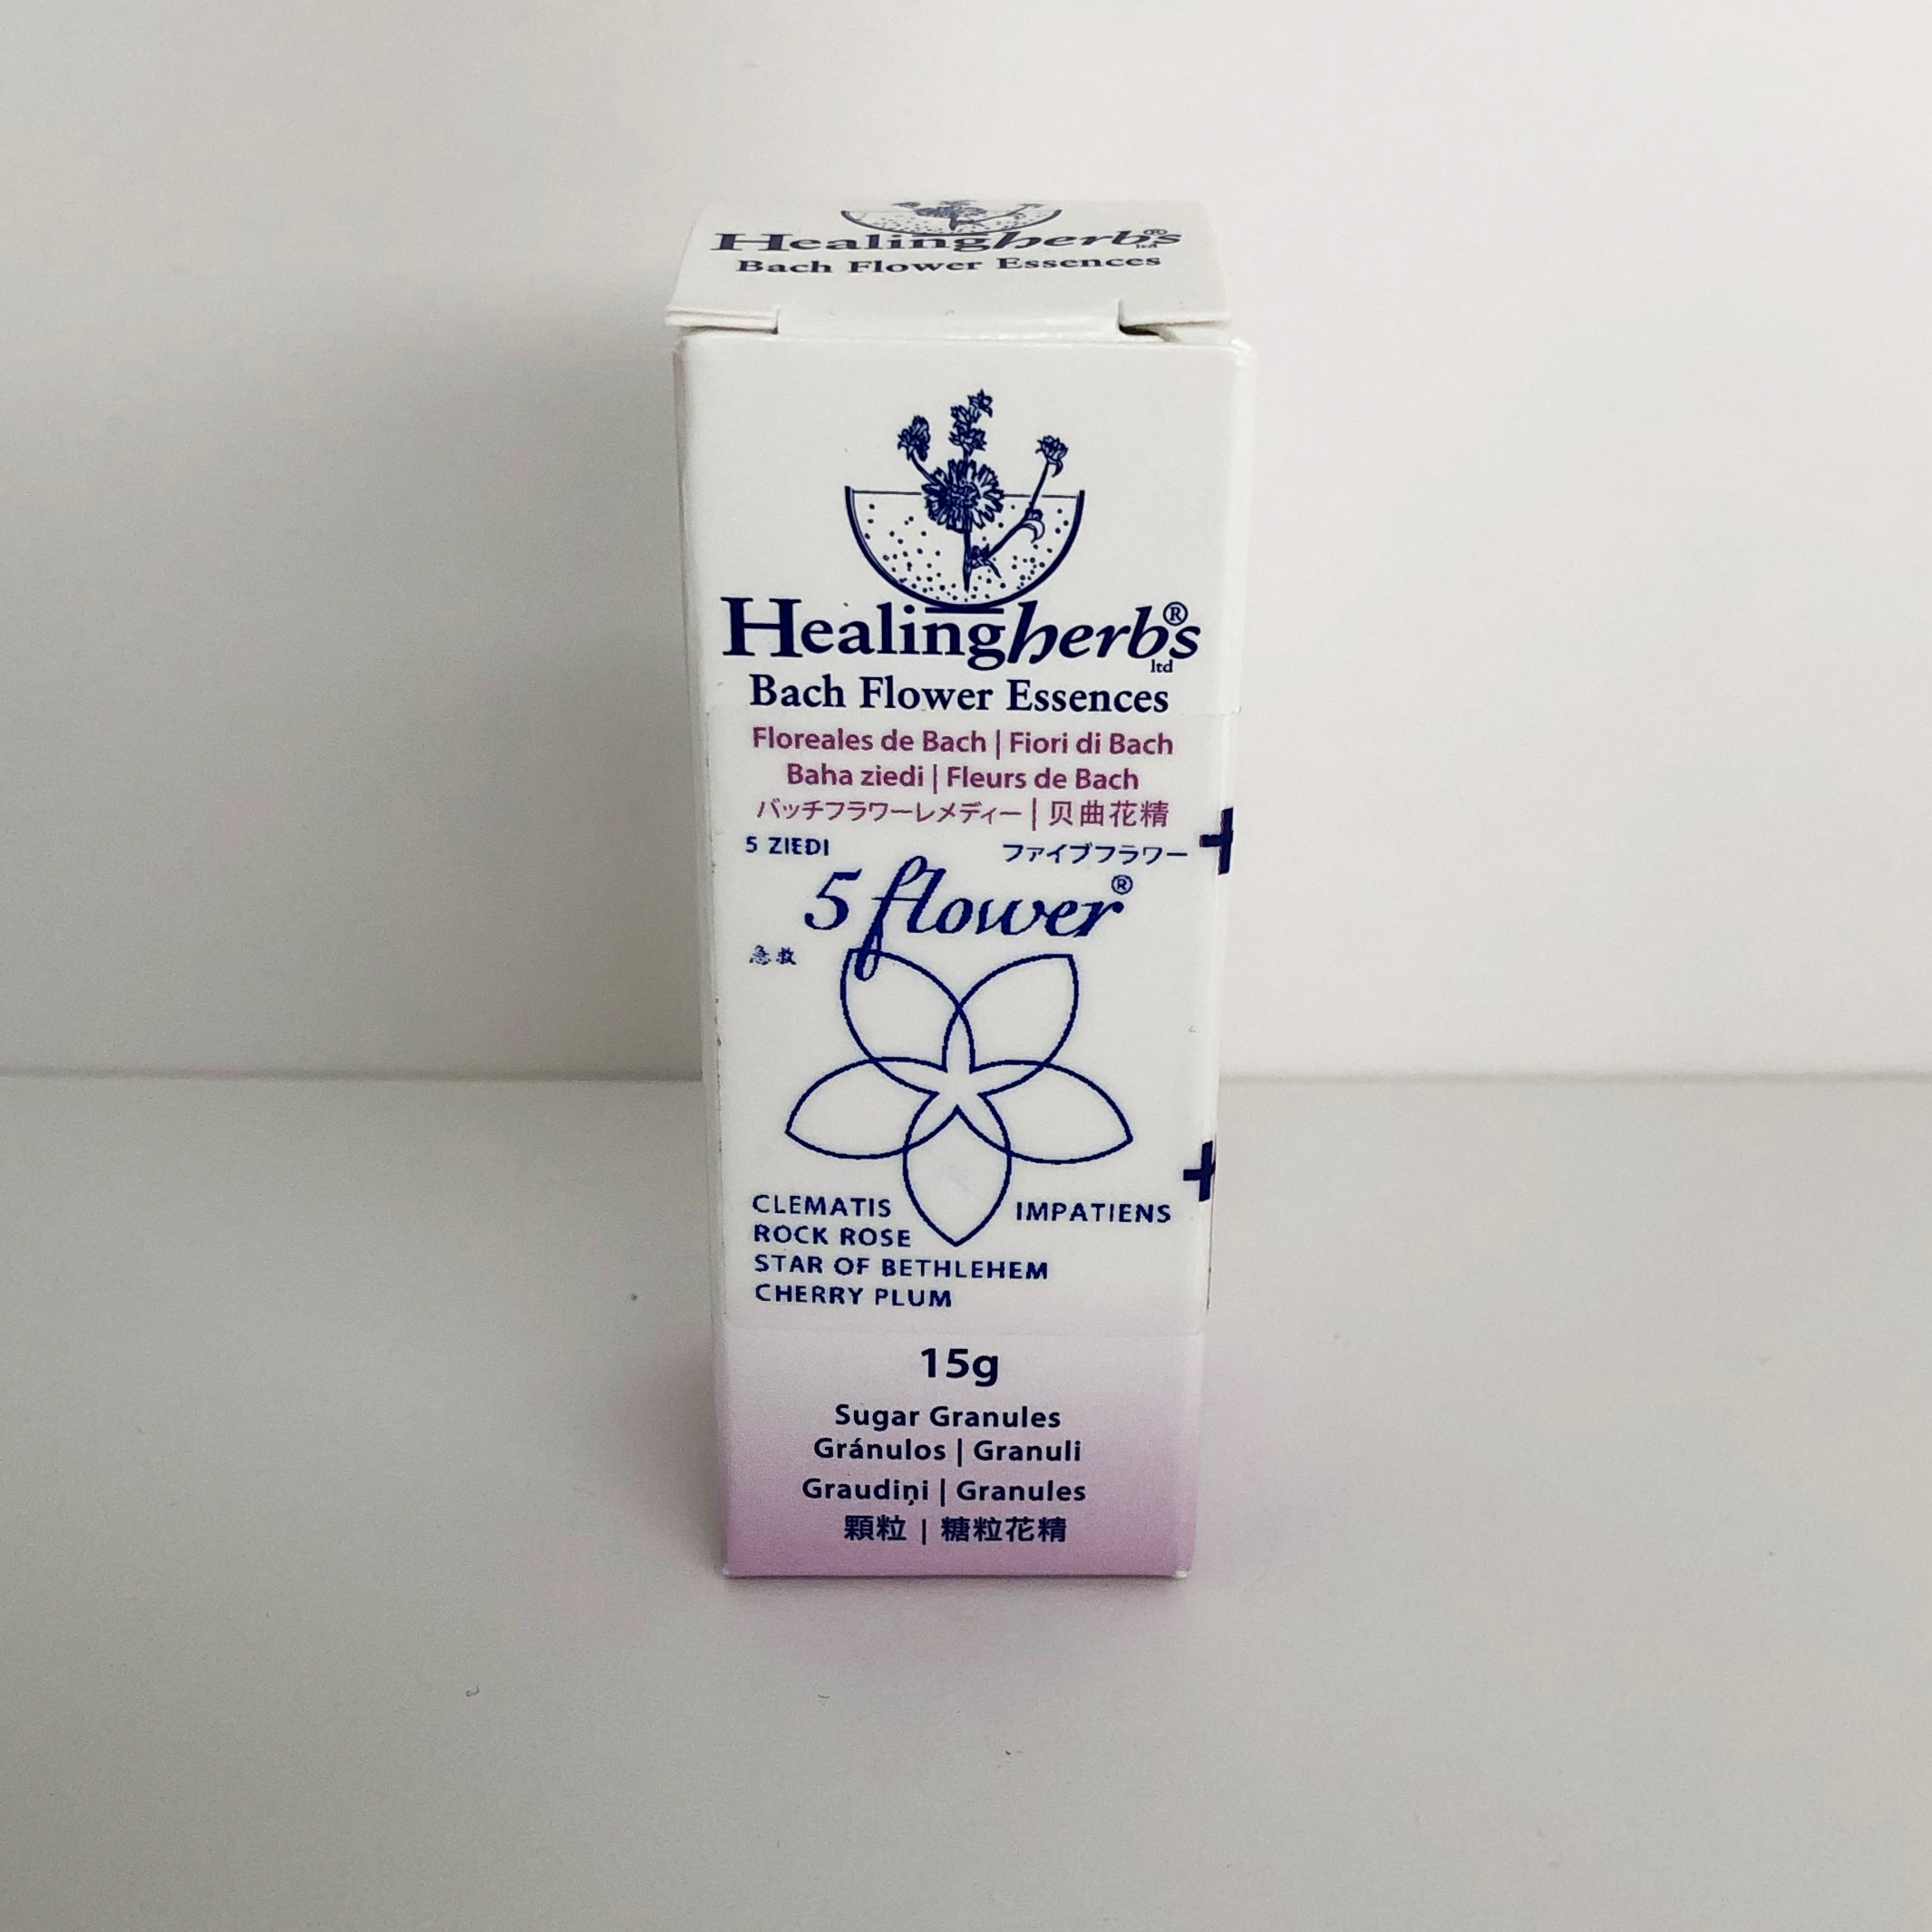 Healingherbs®
ltd
Bach Flower Essences
Healingherbs®
ltd
Bach Flower Essences
Floreales de Bach | Fiori di Bach
Baha ziedi | Fleurs de Bach
バッチフラワーレメディー | 贝曲花精
5 ZIEDI ファイブフラワー
5 flower®
急救
CLEMATIS IMPATIENS
ROCK ROSE
STAR OF BETHLEHEM
CHERRY PLUM
15g
Sugar Granules
Gránulos | Granuli
Graudiņi | Granules
顆粒 | 糖粒花精